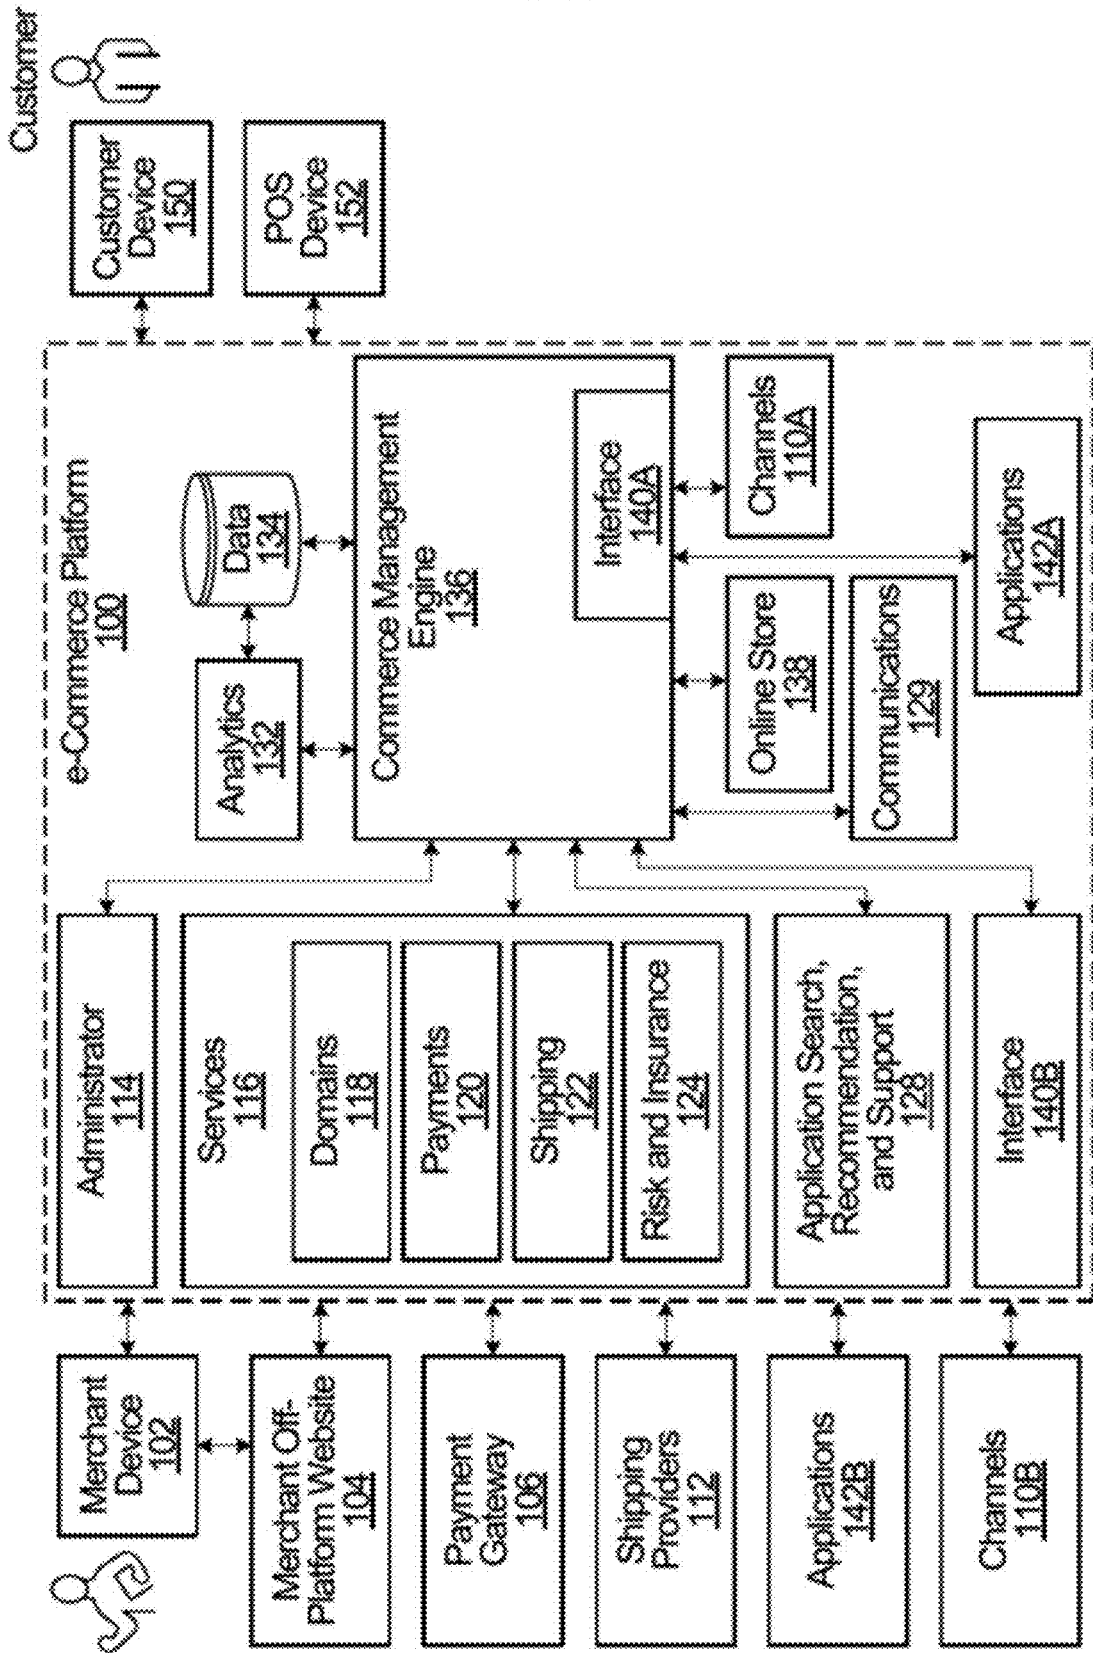 Customer
Merchant
Device
102
Merchant Off-
Platform Website
104
Payment
Gateway
106
Shipping
Providers
112
Applications
142B
Channels
110B
e-Commerce Platform
100
Administrator
114
Services
116
Domains
118
Payments
120
Shipping
122
Risk and Insurance
124
Application Search,
Recommendation,
and Support
128
Interface
140B
Analytics
132
Data
134
Commerce Management
Engine
136
Interface
140A
Online Store
138
Channels
110A
Communications
129
Applications
142A
Customer
Device
150
POS
Device
152